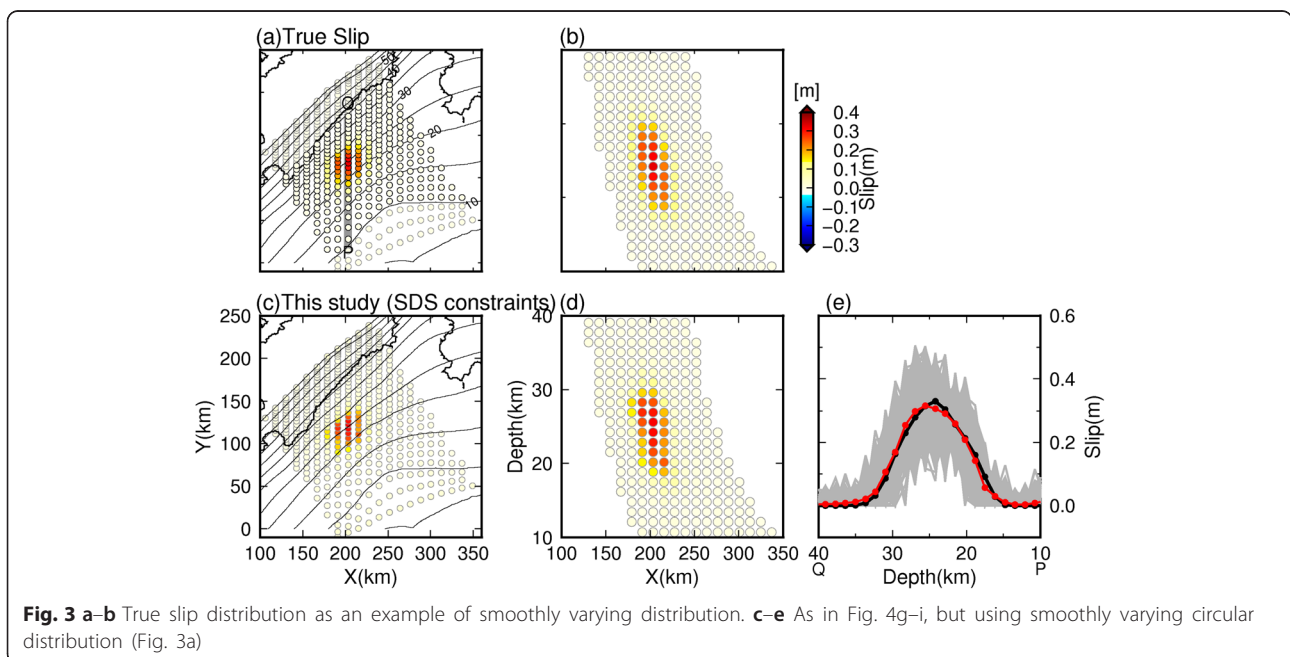 (a)True Slip
(b)
50
40
30
20
10
Q
P
[m]
0.4
0.3
0.2
0.1
0.0
−0.1
−0.2
−0.3
Slip(m)
(c)This study (SDS constraints)
(d)
(e)
250
200
150
100
50
0
Y(km)
100 150 200 250 300 350
X(km)
40
30
20
10
Depth(km)
100 150 200 250 300 350
X(km)
0.6
0.4
0.2
0.0
Slip(m)
40 30 20 10
Q P
Depth(km)
Fig. 3 a–b True slip distribution as an example of smoothly varying distribution. c–e As in Fig. 4g–i, but using smoothly varying circular
distribution (Fig. 3a)